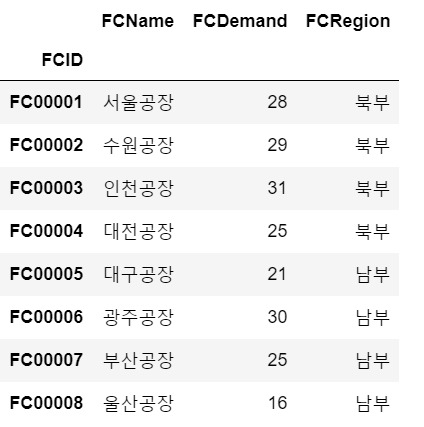 FCName FCDemand FCRegion
FCID
FC00001 서울공장 28 북부
FC00002 수원공장 29 북부
FC00003 인천공장 31 북부
FC00004 대전공장 25 북부
FC00005 대구공장 21 남부
FC00006 광주공장 30 남부
FC00007 부산공장 25 남부
FC00008 울산공장 16 남부